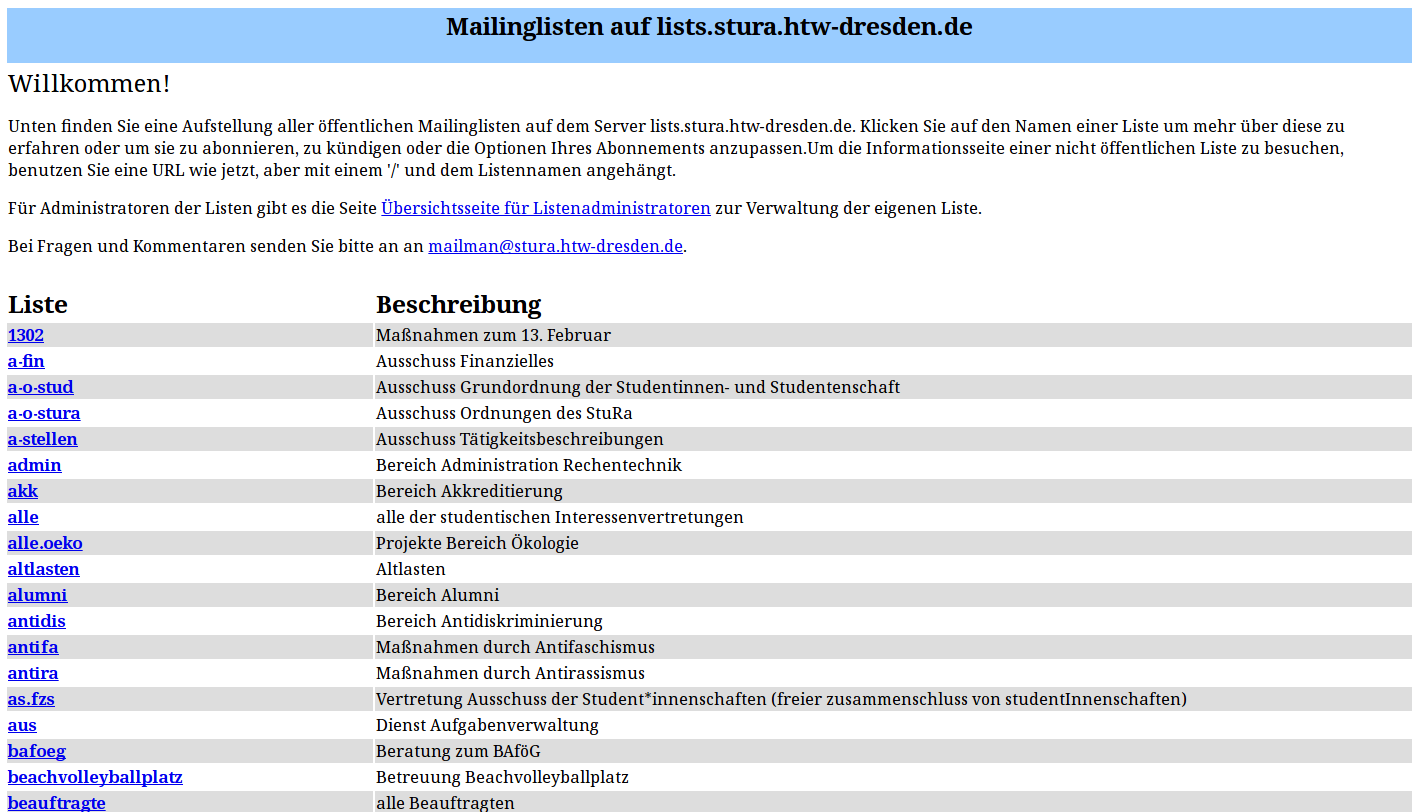 Mailinglisten auf lists.stura.htw-dresden.de
Willkommen!
Unten finden Sie eine Aufstellung aller öffentlichen Mailinglisten auf dem Server lists.stura.htw-dresden.de. Klicken Sie auf den Namen einer Liste um mehr über diese zu
erfahren oder um sie zu abonnieren, zu kündigen oder die Optionen Ihres Abonnements anzupassen.Um die Informationsseite einer nicht öffentlichen Liste zu besuchen,
benutzen Sie eine URL wie jetzt, aber mit einem '/' und dem Listennamen angehängt.
Für Administratoren der Listen gibt es die Seite Übersichtsseite für Listenadministratoren zur Verwaltung der eigenen Liste.
Bei Fragen und Kommentaren senden Sie bitte an an mailman@stura.htw-dresden.de.
Liste Beschreibung
1302 Maßnahmen zum 13. Februar
a-fin Ausschuss Finanzielles
a-o-stud Ausschuss Grundordnung der Studentinnen- und Studentenschaft
a-o-stura Ausschuss Ordnungen des StuRa
a-stellen Ausschuss Tätigkeitsbeschreibungen
admin Bereich Administration Rechentechnik
akk Bereich Akkreditierung
alle alle der studentischen Interessenvertretungen
alle.oeko Projekte Bereich Ökologie
altlasten Altlasten
alumni Bereich Alumni
antidis Bereich Antidiskriminierung
antifa Maßnahmen durch Antifaschismus
antira Maßnahmen durch Antirassismus
as.fzs Vertretung Ausschuss der Student*innenschaften (freier zusammenschluss von studentInnenschaften)
aus Dienst Aufgabenverwaltung
bafoeg Beratung zum BAföG
beachvolleyballplatz Betreuung Beachvolleyballplatz
beauftragte alle Beauftragten